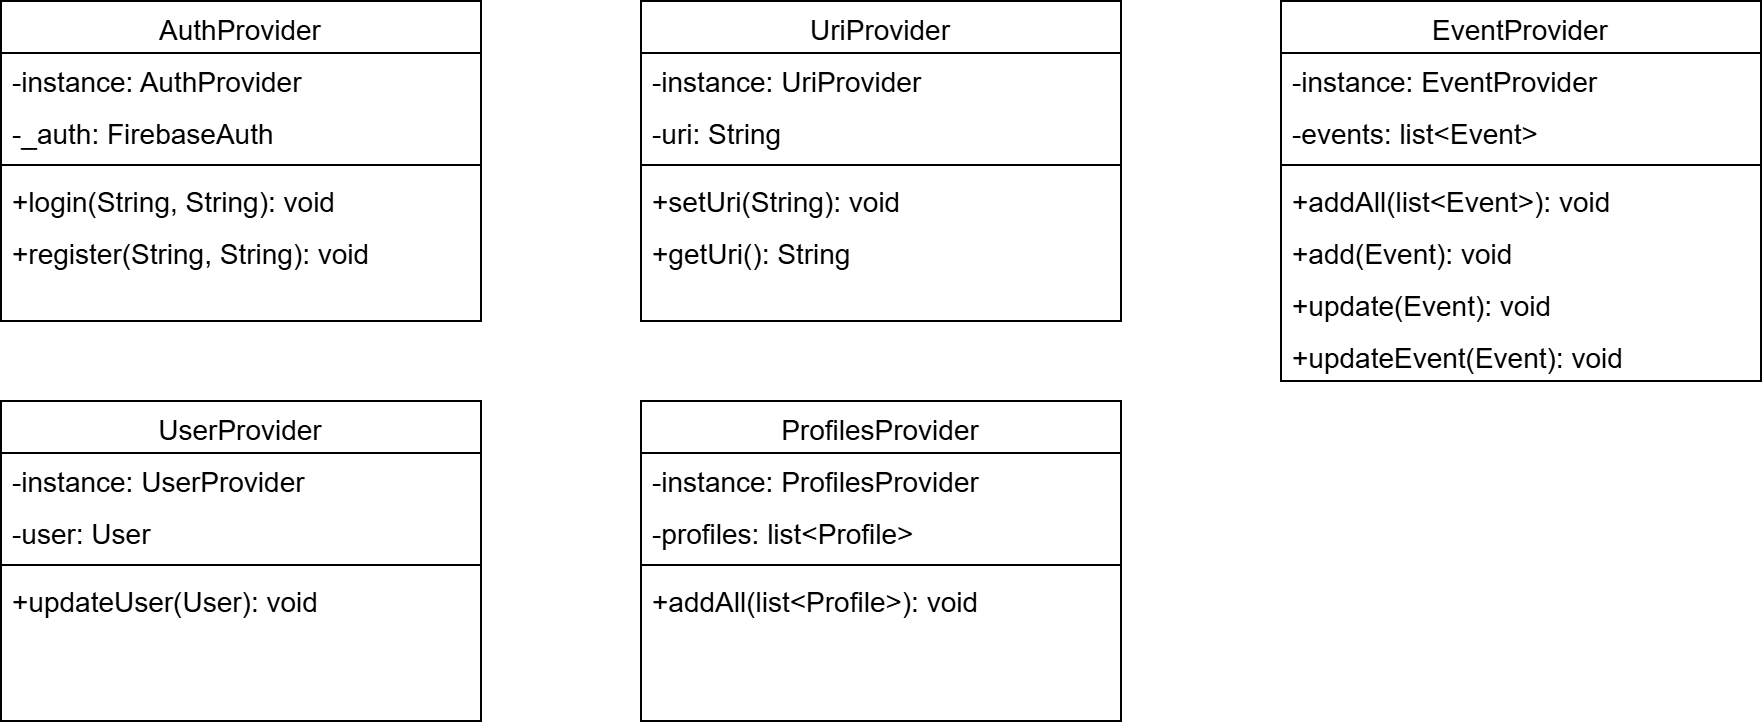 AuthProvider
-instance: AuthProvider
-_auth: FirebaseAuth
+login(String, String): void
+register(String, String): void
UriProvider
-instance: UriProvider
-uri: String
+setUri(String): void
+getUri(): String
EventProvider
-instance: EventProvider
-events: list<Event>
+addAll(list<Event>): void
+add(Event): void
+update(Event): void
+updateEvent(Event): void
UserProvider
-instance: UserProvider
-user: User
+updateUser(User): void
ProfilesProvider
-instance: ProfilesProvider
-profiles: list<Profile>
+addAll(list<Profile>): void